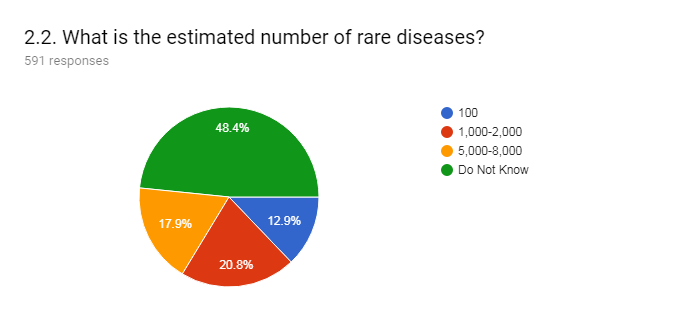 2.2. What is the estimated number of rare diseases?
591 responses
48.4%
17.9%
12.9%
20.8%
100
1,000-2,000
5,000-8,000
Do Not Know